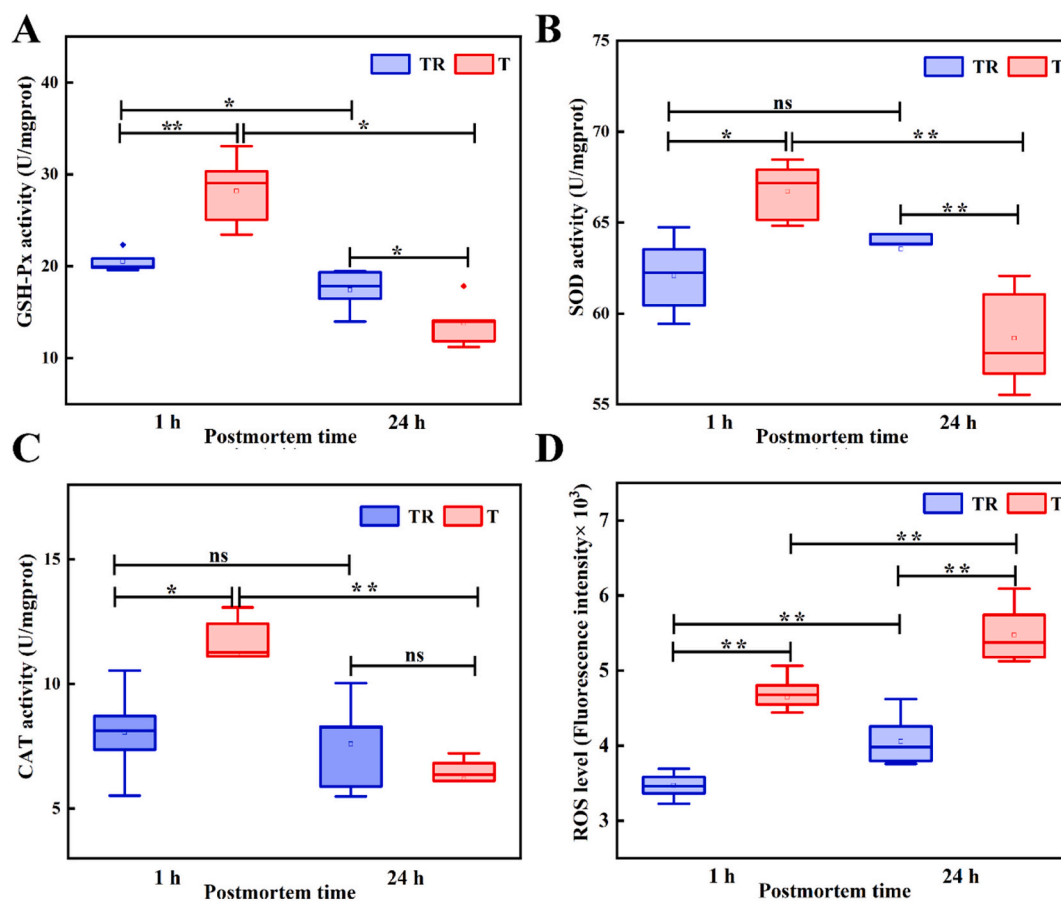 A
TR T
GSH-Px activity (U/mgprot)
40
30
20
10
*
** *
*
1 h 24 h
Postmortem time
B
TR T
SOD activity (U/mgprot)
75
70
65
60
55
ns
* **
**
1 h 24 h
Postmortem time
C
TR T
CAT activity (U/mgprot)
15
10
5
ns
* **
ns
1 h 24 h
Postmortem time
D
TR T
ROS level (Fluorescence intensity× 10³)
7
6
5
4
3
**
**
**
**
1 h 24 h
Postmortem time